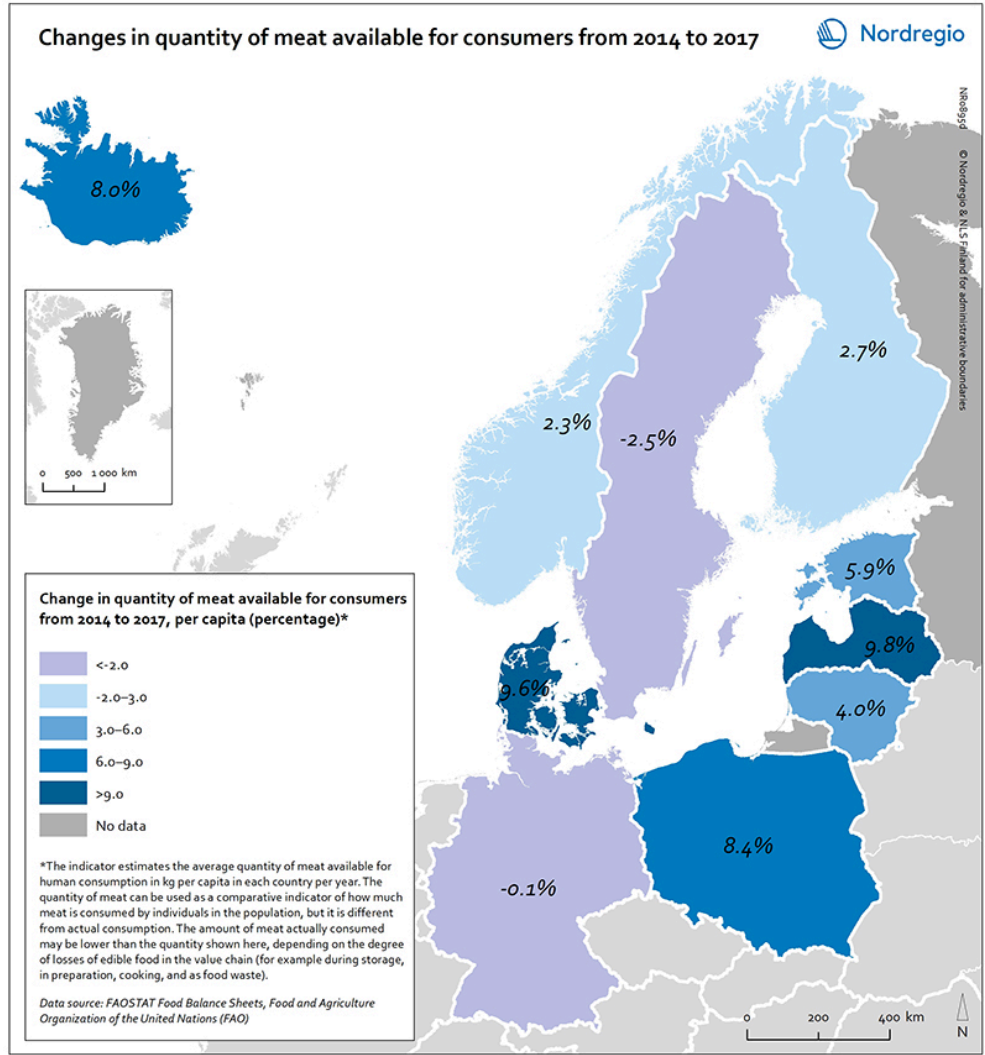 Changes in quantity of meat available for consumers from 2014 to 2017
Nordregio
NR0895d © Nordregio & NLS Finland for administrative boundaries
8.0%
2.7%
2.3%
-2.5%
0 500 1 000 km
5.9%
9.8%
9.6%
4.0%
8.4%
-0.1%
Change in quantity of meat available for consumers
from 2014 to 2017, per capita (percentage)*
<-2.0
-2.0–3.0
3.0–6.0
6.0–9.0
>9.0
No data
*The indicator estimates the average quantity of meat available for
human consumption in kg per capita in each country per year. The
quantity of meat can be used as a comparative indicator of how much
meat is consumed by individuals in the population, but it is different
from actual consumption. The amount of meat actually consumed
may be lower than the quantity shown here, depending on the degree
of losses of edible food in the value chain (for example during storage,
in preparation, cooking, and as food waste).
Data source: FAOSTAT Food Balance Sheets, Food and Agriculture
Organization of the United Nations (FAO)
0 200 400 km
N